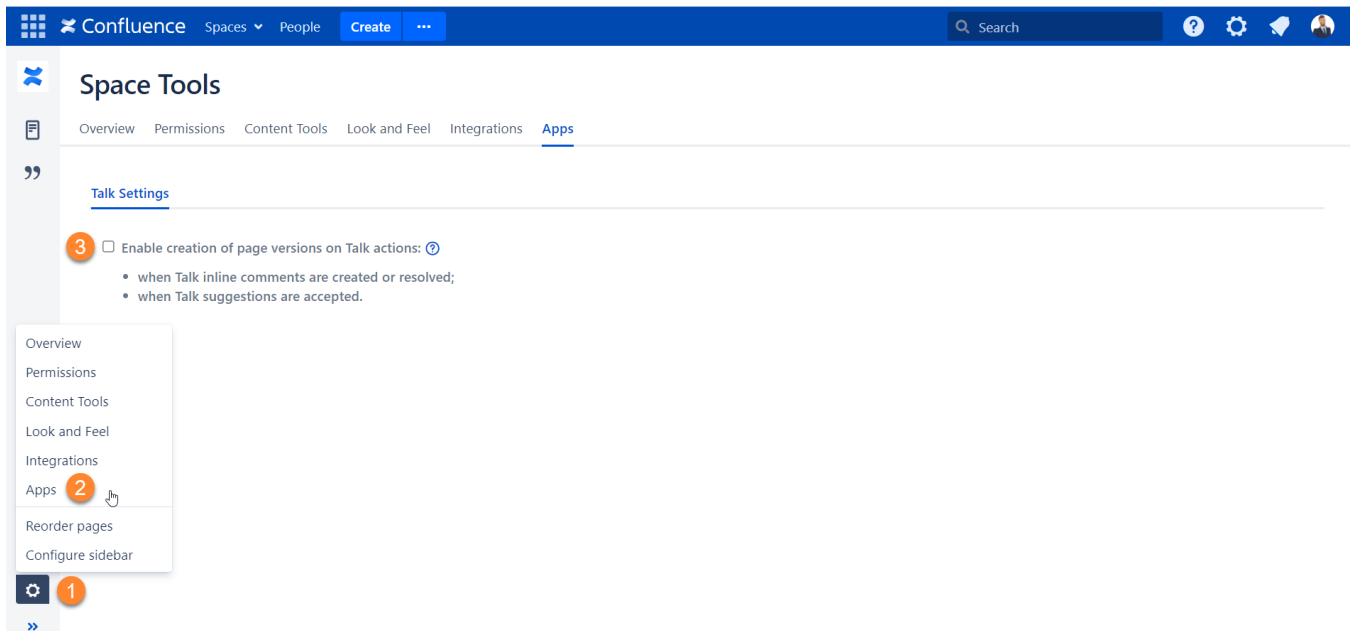 Confluence Spaces People Create ··· Search
Space Tools
Overview Permissions Content Tools Look and Feel Integrations Apps
Talk Settings
3 Enable creation of page versions on Talk actions: ?
• when Talk inline comments are created or resolved;
• when Talk suggestions are accepted.
Overview
Permissions
Content Tools
Look and Feel
Integrations
Apps 2
Reorder pages
Configure sidebar
1